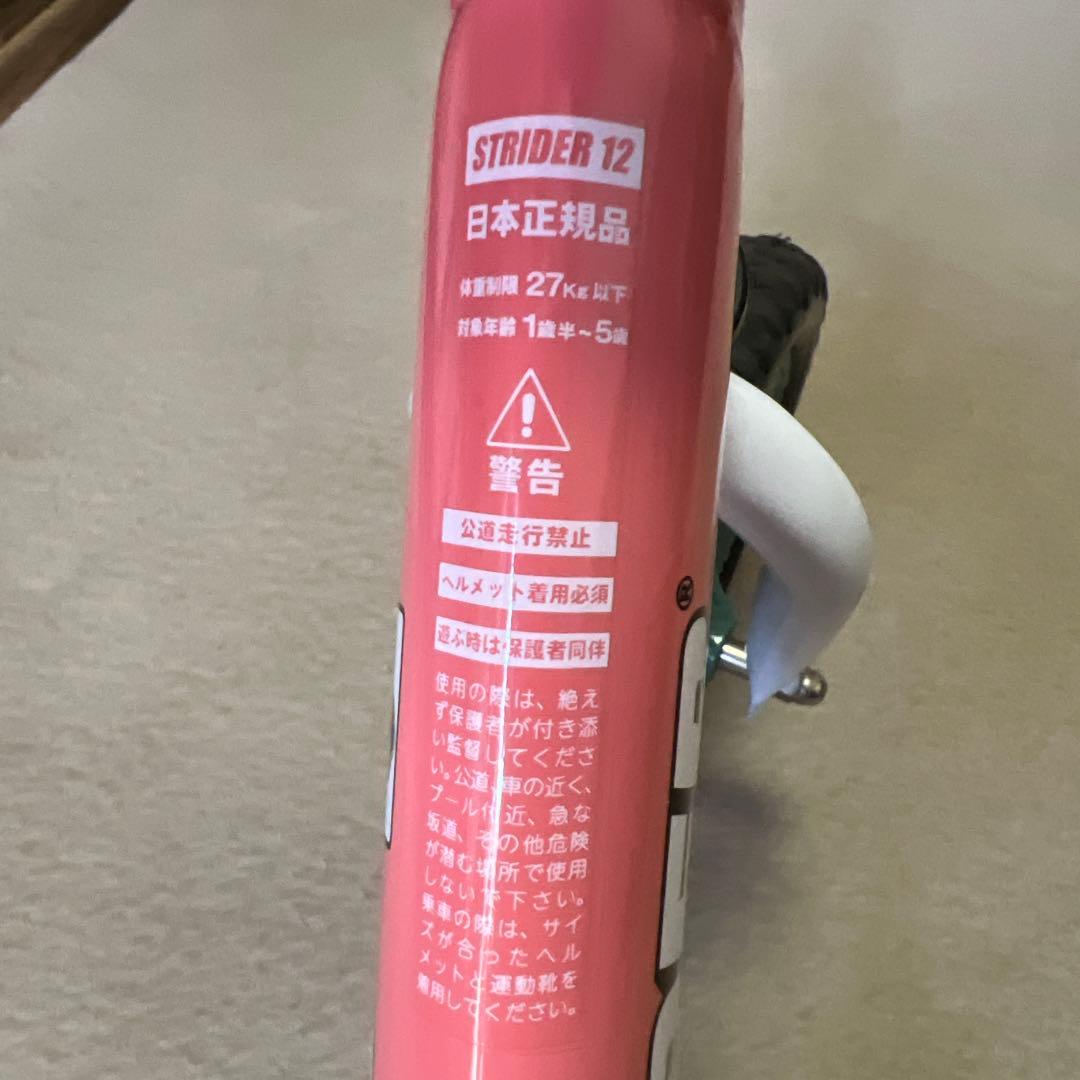 STRIDER 12
日本正規品
体重制限 27Kg 以下
対象年齢 1歳半~5歳
警告
公道走行禁止
ヘルメット着用必須
遊ぶ時は保護者同伴
使用の際は、絶え
ず保護者が付き添
い監督してくださ
い。公道、車の近く、
プール付近、急な
坂道、その他危険
が潜む場所で使用
しないで下さい。
乗車の際は、サイ
ズが合ったヘル
メットと運動靴を
着用してください。